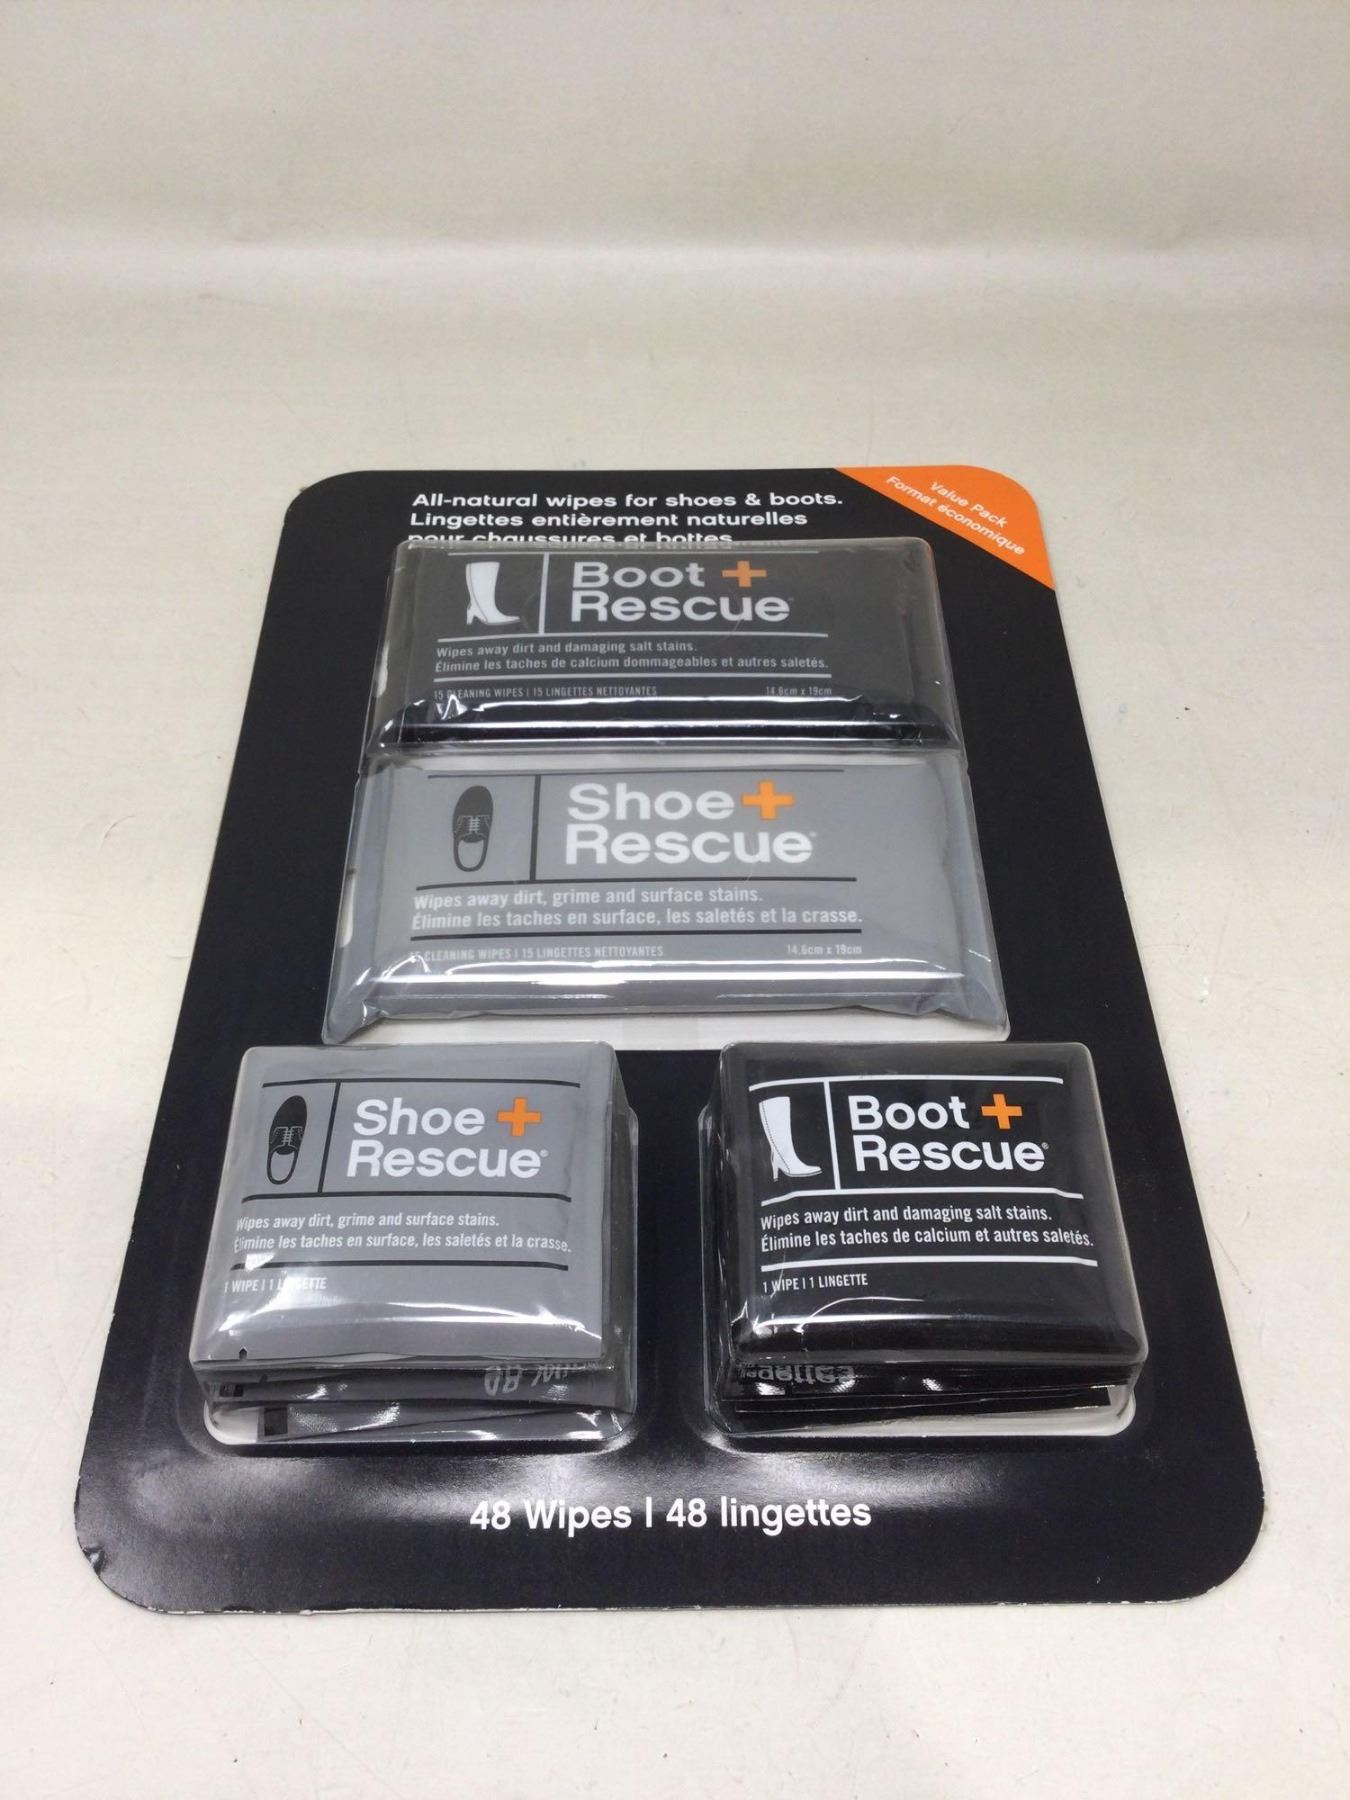 All-natural wipes for shoes & boots.
Lingettes entièrement naturelles
pour chaussures et bottes
Value Pack
Format économique
Boot +
Rescue
Wipes away dirt and damaging salt stains.
Élimine les taches de calcium dommageables et autres saletés.
15 CLEANING WIPES | 15 LINGETTES NETTOYANTES 14.6cm x 19cm
Shoe +
Rescue®
Wipes away dirt, grime and surface stains.
Élimine les taches en surface, les saletés et la crasse.
15 CLEANING WIPES | 15 LINGETTES NETTOYANTES 14.6cm x 19cm
Shoe +
Rescue®
Wipes away dirt, grime and surface stains.
Élimine les taches en surface, les saletés et la crasse.
1 WIPE | 1 LINGETTE
Boot +
Rescue®
Wipes away dirt and damaging salt stains.
Élimine les taches de calcium et autres saletés.
1 WIPE | 1 LINGETTE
48 Wipes | 48 lingettes